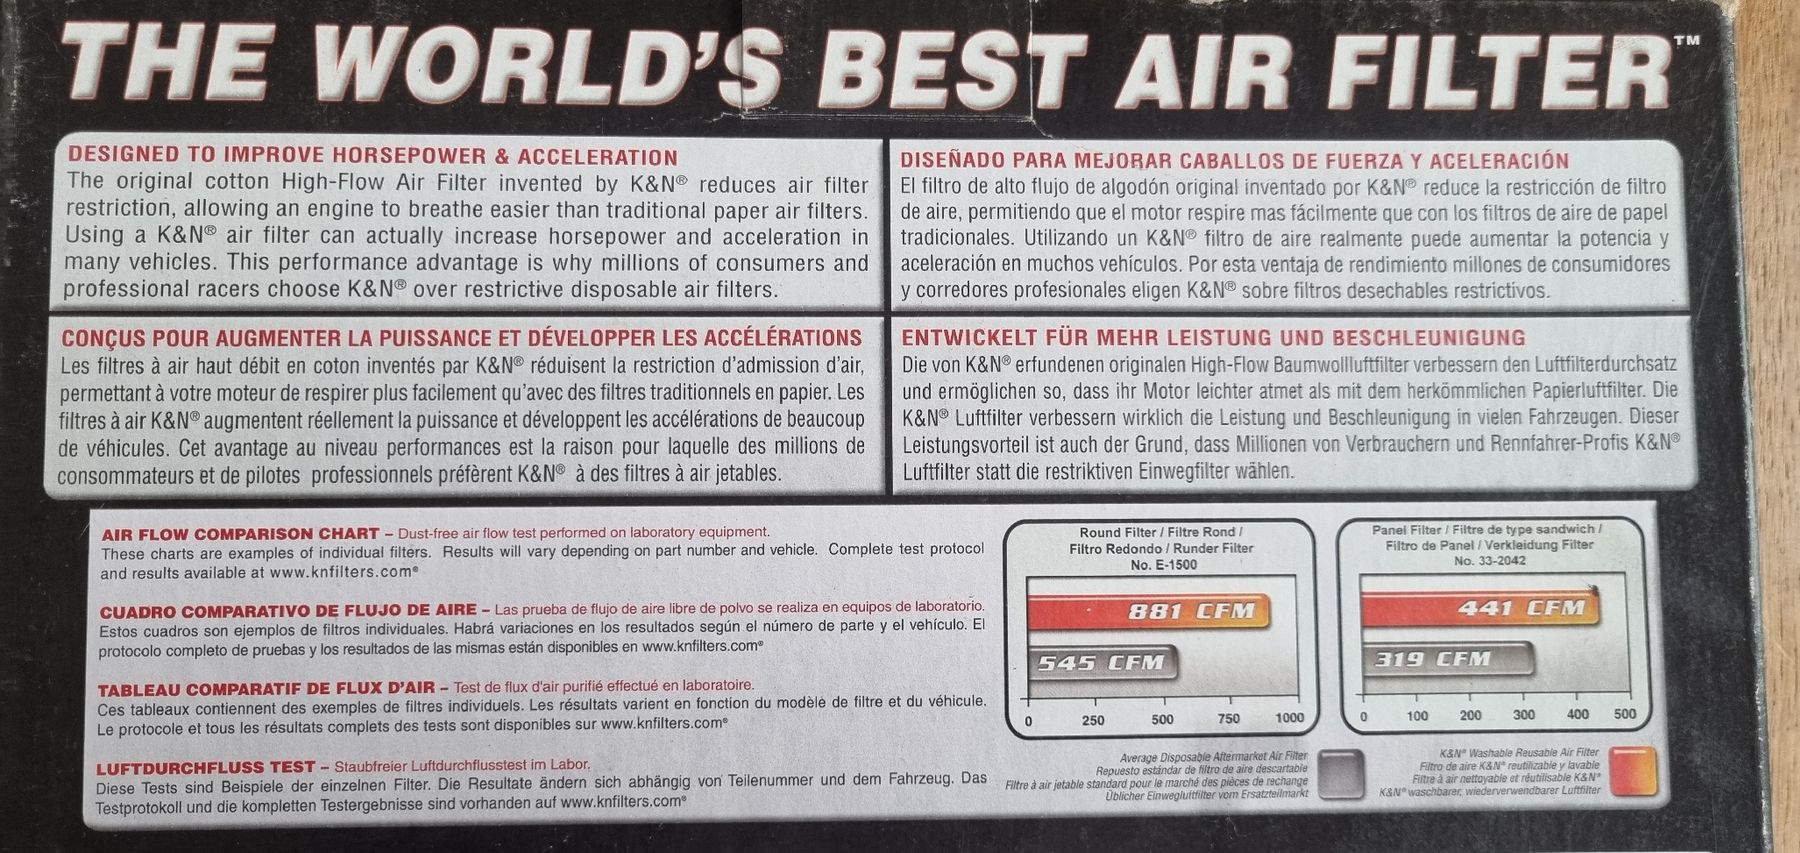 THE WORLD'S BEST AIR FILTER™
DESIGNED TO IMPROVE HORSEPOWER & ACCELERATION
The original cotton High-Flow Air Filter invented by K&N® reduces air filter
restriction, allowing an engine to breathe easier than traditional paper air filters.
Using a K&N® air filter can actually increase horsepower and acceleration in
many vehicles. This performance advantage is why millions of consumers and
professional racers choose K&N® over restrictive disposable air filters.
DISEÑADO PARA MEJORAR CABALLOS DE FUERZA Y ACELERACIÓN
El filtro de alto flujo de algodón original inventado por K&N® reduce la restricción de filtro
de aire, permitiendo que el motor respire mas fácilmente que con los filtros de aire de papel
tradicionales. Utilizando un K&N® filtro de aire realmente puede aumentar la potencia y
aceleración en muchos vehículos. Por esta ventaja de rendimiento millones de consumidores
y corredores profesionales eligen K&N® sobre filtros desechables restrictivos.
CONÇUS POUR AUGMENTER LA PUISSANCE ET DÉVELOPPER LES ACCÉLÉRATIONS
Les filtres à air haut débit en coton inventés par K&N® réduisent la restriction d'admission d'air,
permettant à votre moteur de respirer plus facilement qu'avec des filtres traditionnels en papier. Les
filtres à air K&N® augmentent réellement la puissance et développent les accélérations de beaucoup
de véhicules. Cet avantage au niveau performances est la raison pour laquelle des millions de
consommateurs et de pilotes professionnels préfèrent K&N® à des filtres à air jetables.
ENTWICKELT FÜR MEHR LEISTUNG UND BESCHLEUNIGUNG
Die von K&N® erfundenen originalen High-Flow Baumwollluftfilter verbessern den Luftfilterdurchsatz
und ermöglichen so, dass ihr Motor leichter atmet als mit dem herkömmlichen Papierluftfilter. Die
K&N® Luftfilter verbessern wirklich die Leistung und Beschleunigung in vielen Fahrzeugen. Dieser
Leistungsvorteil ist auch der Grund, dass Millionen von Verbrauchern und Rennfahrer-Profis K&N®
Luftfilter statt die restriktiven Einwegfilter wählen.
AIR FLOW COMPARISON CHART – Dust-free air flow test performed on laboratory equipment.
These charts are examples of individual filters. Results will vary depending on part number and vehicle. Complete test protocol
and results available at www.knfilters.com®
CUADRO COMPARATIVO DE FLUJO DE AIRE – Las prueba de flujo de aire libre de polvo se realiza en equipos de laboratorio.
Estos cuadros son ejemplos de filtros individuales. Habrá variaciones en los resultados según el número de parte y el vehículo. El
protocolo completo de pruebas y los resultados de las mismas están disponibles en www.knfilters.com®
TABLEAU COMPARATIF DE FLUX D'AIR – Test de flux d'air purifié effectué en laboratoire.
Ces tableaux contiennent des exemples de filtres individuels. Les résultats varient en fonction du modèle de filtre et du véhicule.
Le protocole et tous les résultats complets des tests sont disponibles sur www.knfilters.com®
LUFTDURCHFLUSS TEST – Staubfreier Luftdurchflusstest im Labor.
Diese Tests sind Beispiele der einzelnen Filter. Die Resultate ändern sich abhängig von Teilenummer und dem Fahrzeug. Das
Testprotokoll und die kompletten Testergebnisse sind vorhanden auf www.knfilters.com®
Round Filter / Filtre Rond /
Filtro Redondo / Runder Filter
No. E-1500
881 CFM
545 CFM
0 250 500 750 1000
Panel Filter / Filtre de type sandwich /
Filtro de Panel / Verkleidung Filter
No. 33-2042
441 CFM
319 CFM
0 100 200 300 400 500
Average Disposable Aftermarket Air Filter
Repuesto estándar de filtro de aire descartable
Filtre à air jetable standard pour le marché des pièces de rechange
Üblicher Einwegluftfilter vom Ersatzteilmarkt
K&N® Washable Reusable Air Filter
Filtro de aire K&N® reutilizable y lavable
Filtre à air nettoyable et réutilisable K&N®
K&N® waschbarer, wiederverwendbarer Luftfilter